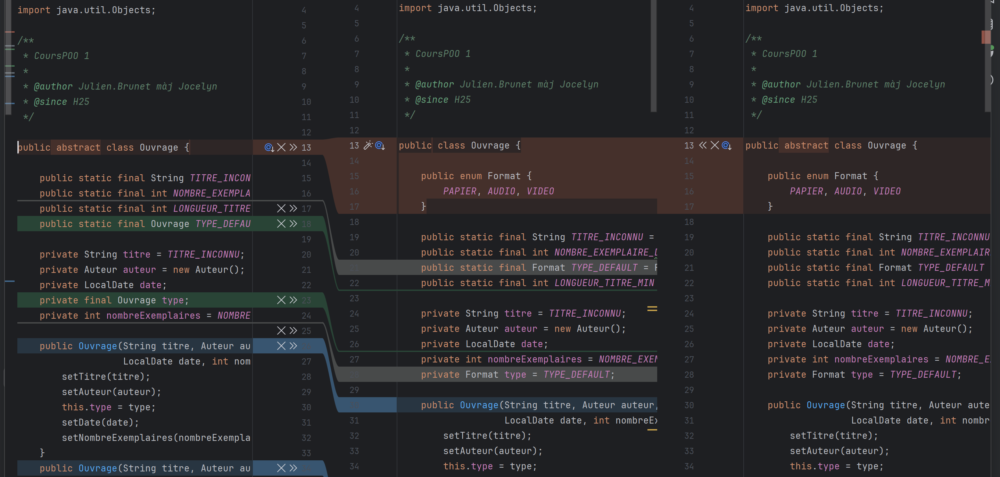 import java.util.Objects;
4
5
/**
6
* CoursPOO 1
7
*
8
* @author Julien.Brunet màj Jocelyn
9
* @since H25
10
*/
11
12
public abstract class Ouvrage {
13
14
public static final String TITRE_INCON
15
public static final int NOMBRE_EXEMPLA
16
public static final int LONGUEUR_TITRE
17
public static final Ouvrage TYPE_DEFAU
18
19
private String titre = TITRE_INCONNU;
20
private Auteur auteur = new Auteur();
21
private LocalDate date;
22
private final Ouvrage type;
23
private int nombreExemplaires = NOMBRE
24
25
public Ouvrage(String titre, Auteur au
LocalDate date, int nom
27
setTitre(titre);
28
setAuteur(auteur);
29
this.type = type;
30
setDate(date);
31
setNombreExemplaires(nombreExempla
32
}
33
public Ouvrage(String titre, Auteur au
4 import java.util.Objects;
5
6 /**
7 * CoursPOO 1
8 *
9 * @author Julien.Brunet màj Jocelyn
10 * @since H25
11 */
12
13 public class Ouvrage {
14
15 public enum Format {
16 PAPIER, AUDIO, VIDEO
17 }
18
19 public static final String TITRE_INCONNU =
20 public static final int NOMBRE_EXEMPLAIRE_D
21 public static final Format TYPE_DEFAULT = F
22 public static final int LONGUEUR_TITRE_MIN
23
24 private String titre = TITRE_INCONNU;
25 private Auteur auteur = new Auteur();
26 private LocalDate date;
27 private int nombreExemplaires = NOMBRE_EXEM
28 private Format type = TYPE_DEFAULT;
29
public Ouvrage(String titre, Auteur auteur,
31 LocalDate date, int nombreEx
32 setTitre(titre);
33 setAuteur(auteur);
34 this.type = type;
4 import java.util.Objects;
5
6 /**
7 * CoursPOO 1
8 *
9 * @author Julien.Brunet màj Jocelyn
10 * @since H25
11 */
12
13 public abstract class Ouvrage {
14
15 public enum Format {
16 PAPIER, AUDIO, VIDEO
17 }
18
19 public static final String TITRE_INCONNU
20 public static final int NOMBRE_EXEMPLAIR
21 public static final Format TYPE_DEFAULT
22 public static final int LONGUEUR_TITRE_M
23
24 private String titre = TITRE_INCONNU;
25 private Auteur auteur = new Auteur();
26 private LocalDate date;
27 private int nombreExemplaires = NOMBRE_E
28 private Format type = TYPE_DEFAULT;
29
30 public Ouvrage(String titre, Auteur aute
31 LocalDate date, int nombr
32 setTitre(titre);
33 setAuteur(auteur);
34 this.type = type;